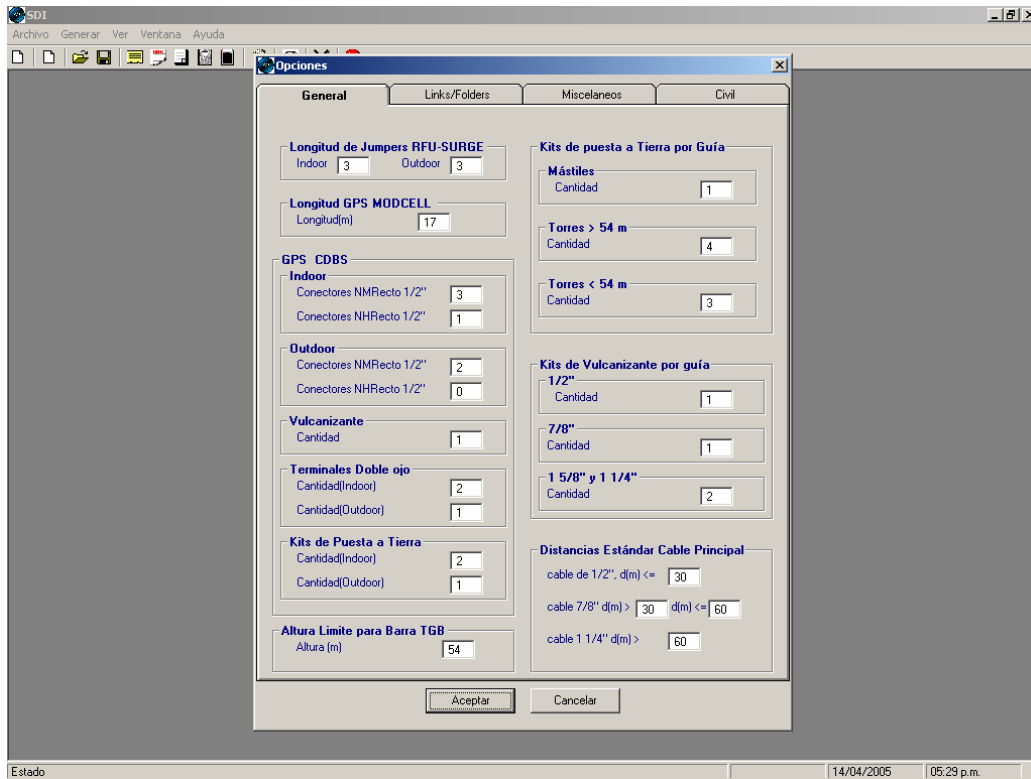 SDI
Archivo Generar Ver Ventana Ayuda
Opciones
General Links/Folders Miscelaneos Civil
Longitud de Jumpers RFU-SURGE
Indoor 3 Outdoor 3
Longitud GPS MODCELL
Longitud(m) 17
GPS CDBS
Indoor
Conectores NMRecto 1/2" 3
Conectores NHRecto 1/2" 1
Outdoor
Conectores NMRecto 1/2" 2
Conectores NHRecto 1/2" 0
Vulcanizante
Cantidad 1
Terminales Doble ojo
Cantidad(Indoor) 2
Cantidad(Outdoor) 1
Kits de Puesta a Tierra
Cantidad(Indoor) 2
Cantidad(Outdoor) 1
Altura Limite para Barra TGB
Altura (m) 54
Kits de puesta a Tierra por Guía
Mástiles
Cantidad 1
Torres > 54 m
Cantidad 4
Torres < 54 m
Cantidad 3
Kits de Vulcanizante por guía
1/2"
Cantidad 1
7/8"
Cantidad 1
1 5/8" y 1 1/4"
Cantidad 2
Distancias Estándar Cable Principal
cable de 1/2", d(m) <= 30
cable 7/8" d(m) > 30 d(m) <= 60
cable 1 1/4" d(m) > 60
Aceptar Cancelar
Estado 14/04/2005 05:29 p.m.